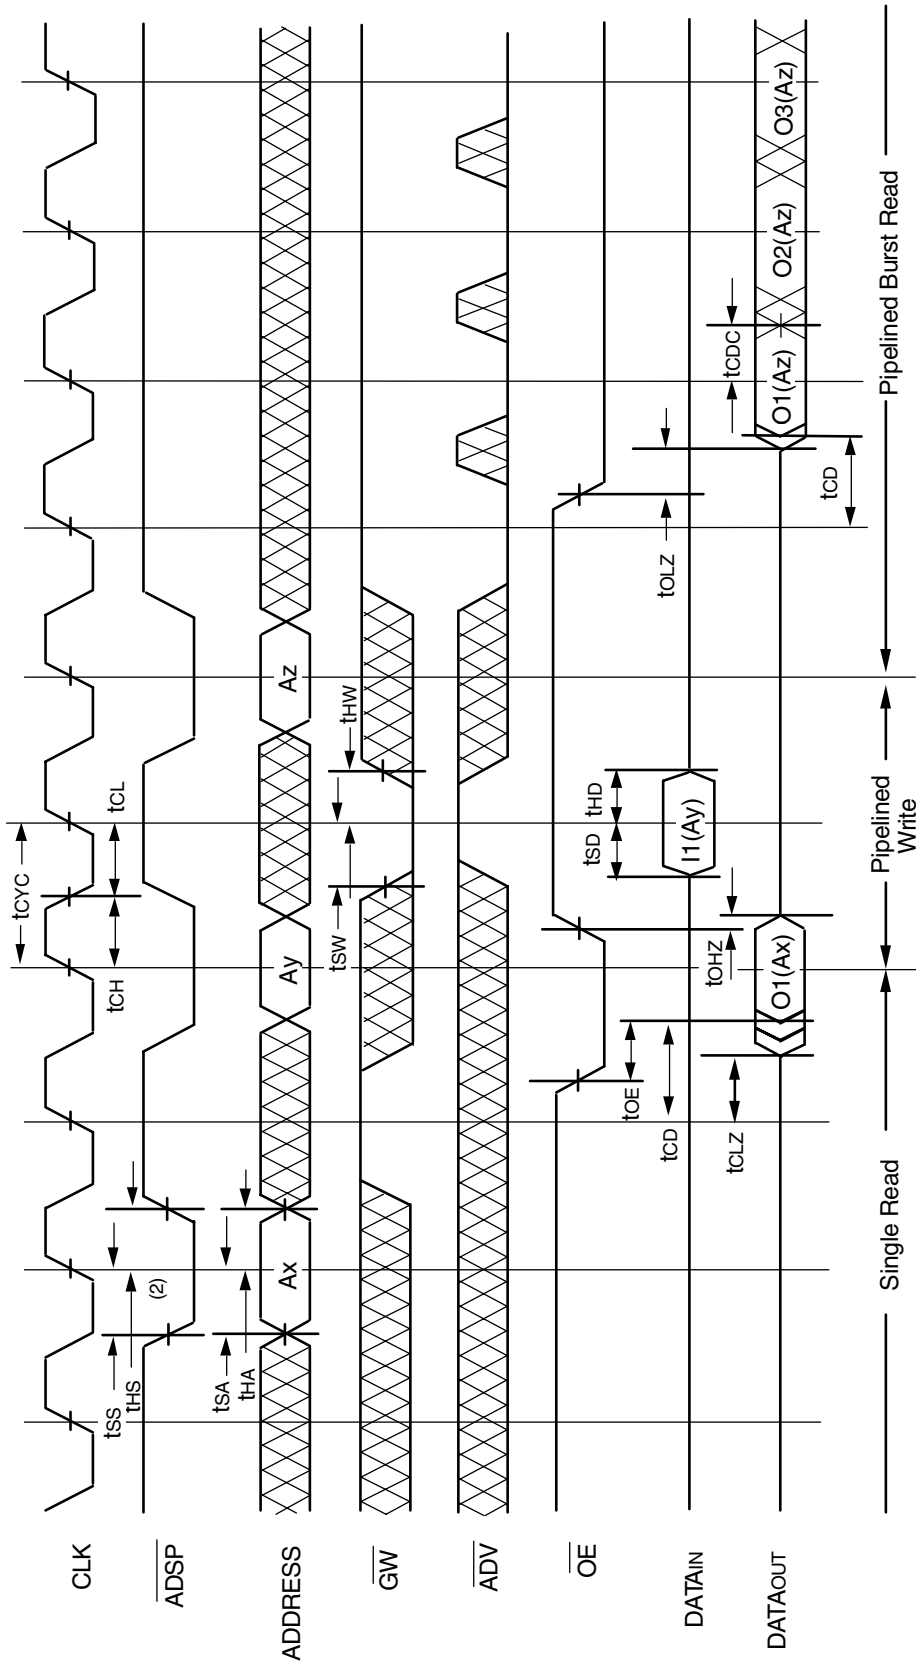 CLK
tCYC
tCH
tCL
ADSP
tSS
tHS
(2)
ADDRESS
tSA
tHA
Ax
Ay
Az
GW
tSW
tHW
ADV
OE
tOE
tOHZ
tOLZ
DATAIN
tCD
tSD
tHD
I1(Ay)
DATAOUT
tCLZ
O1(Ax)
tCDC
tCD
O1(Az)
O2(Az)
O3(Az)
Single Read
Pipelined
Write
Pipelined Burst Read